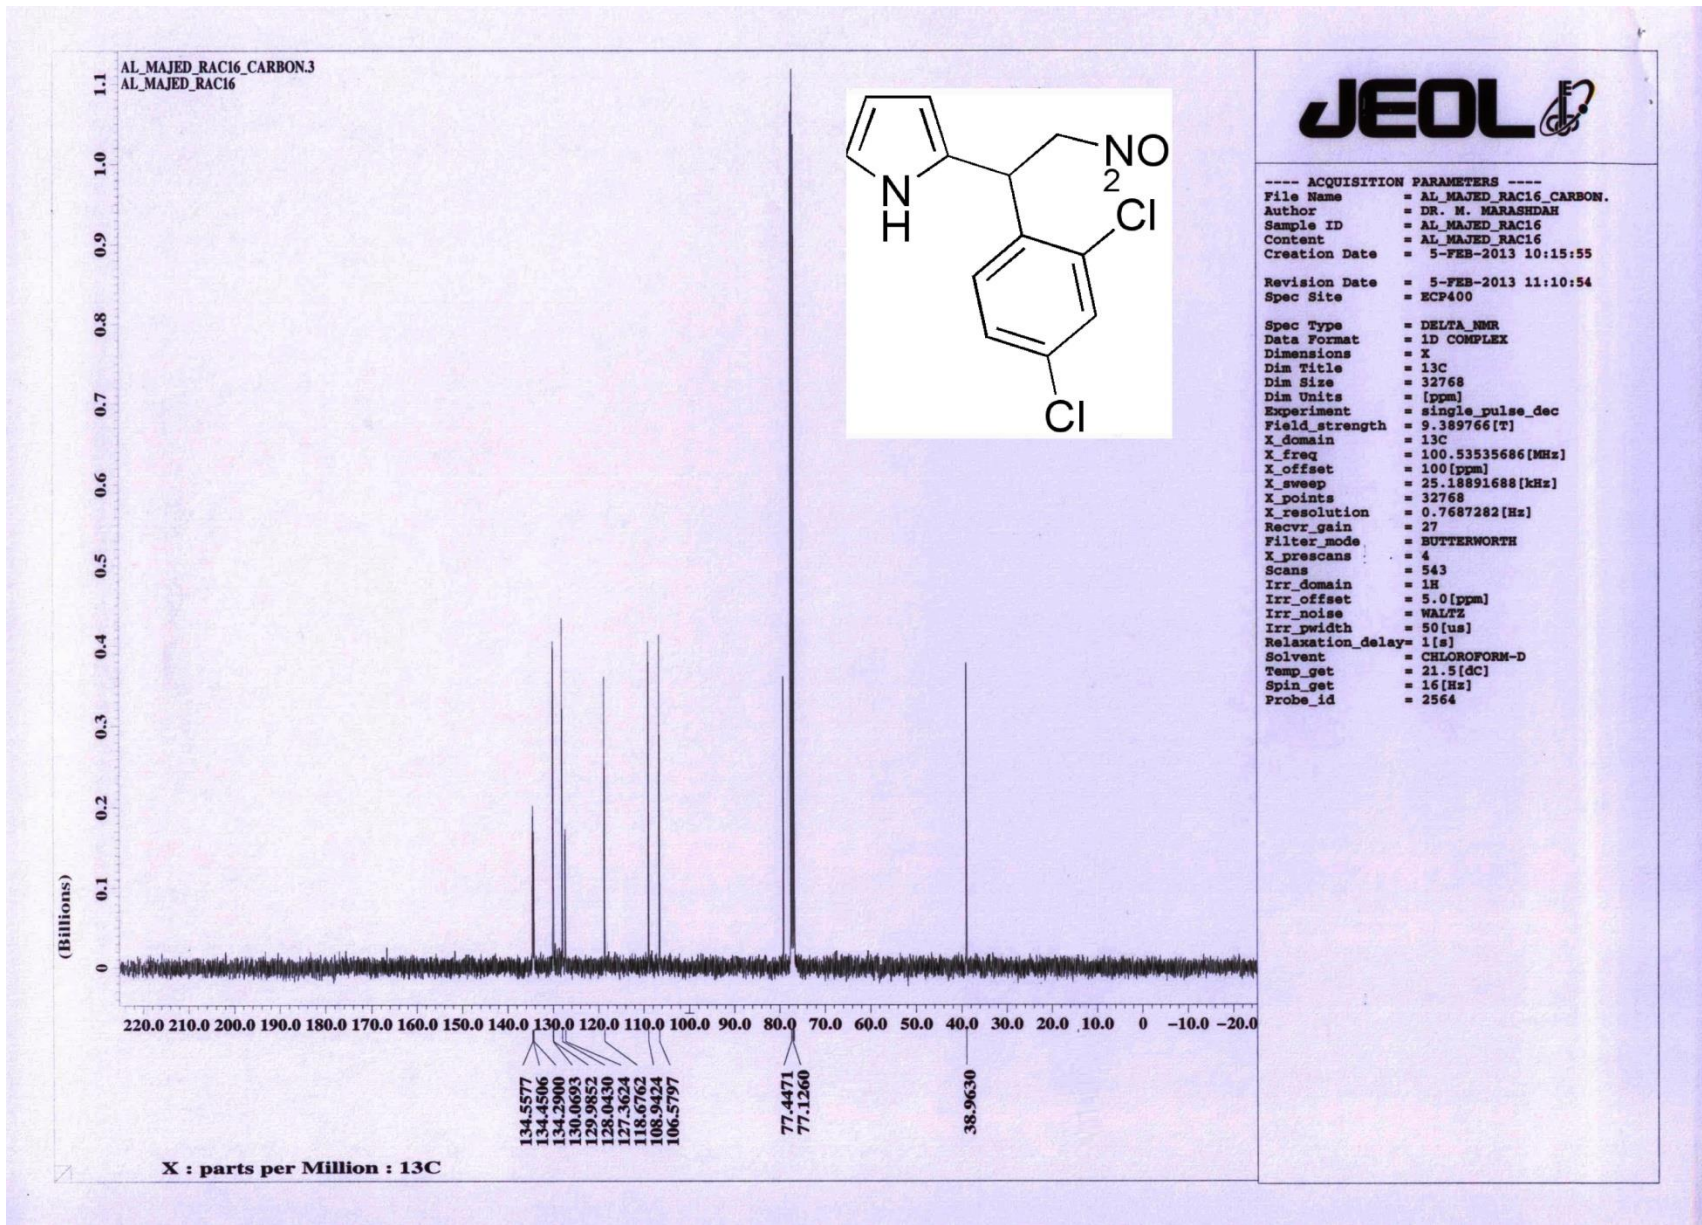 AL_MAJED_RAC16_CARBON.3
AL_MAJED_RAC16
(Billions)
1.1
1.0
0.9
0.8
0.7
0.6
0.5
0.4
0.3
0.2
0.1
0
N
H
NO
2
Cl
Cl
220.0 210.0 200.0 190.0 180.0 170.0 160.0 150.0 140.0 130.0 120.0 110.0 100.0 90.0 80.0 70.0 60.0 50.0 40.0 30.0 20.0 10.0 0 -10.0 -20.0
134.5577
134.4506
134.2900
130.0693
129.9852
128.0430
127.3624
118.6762
108.9424
106.5797
77.4471
77.1260
38.9630
X : parts per Million : 13C
JEOL
---- ACQUISITION PARAMETERS ----
File Name = AL_MAJED_RAC16_CARBON.
Author = DR. M. MARASHDAH
Sample ID = AL_MAJED_RAC16
Content = AL_MAJED_RAC16
Creation Date = 5-FEB-2013 10:15:55
Revision Date = 5-FEB-2013 11:10:54
Spec Site = ECP400
Spec Type = DELTA_NMR
Data Format = 1D COMPLEX
Dimensions = X
Dim Title = 13C
Dim Size = 32768
Dim Units = [ppm]
Experiment = single_pulse_dec
Field_strength = 9.389766[T]
X_domain = 13C
X_freq = 100.53535686[MHz]
X_offset = 100[ppm]
X_sweep = 25.18891688[kHz]
X_points = 32768
X_resolution = 0.7687282[Hz]
Recvr_gain = 27
Filter_mode = BUTTERWORTH
X_prescans = 4
Scans = 543
Irr_domain = 1H
Irr_offset = 5.0[ppm]
Irr_noise = WALTZ
Irr_pwidth = 50[us]
Relaxation_delay= 1[s]
Solvent = CHLOROFORM-D
Temp_get = 21.5[dC]
Spin_get = 16[Hz]
Probe_id = 2564